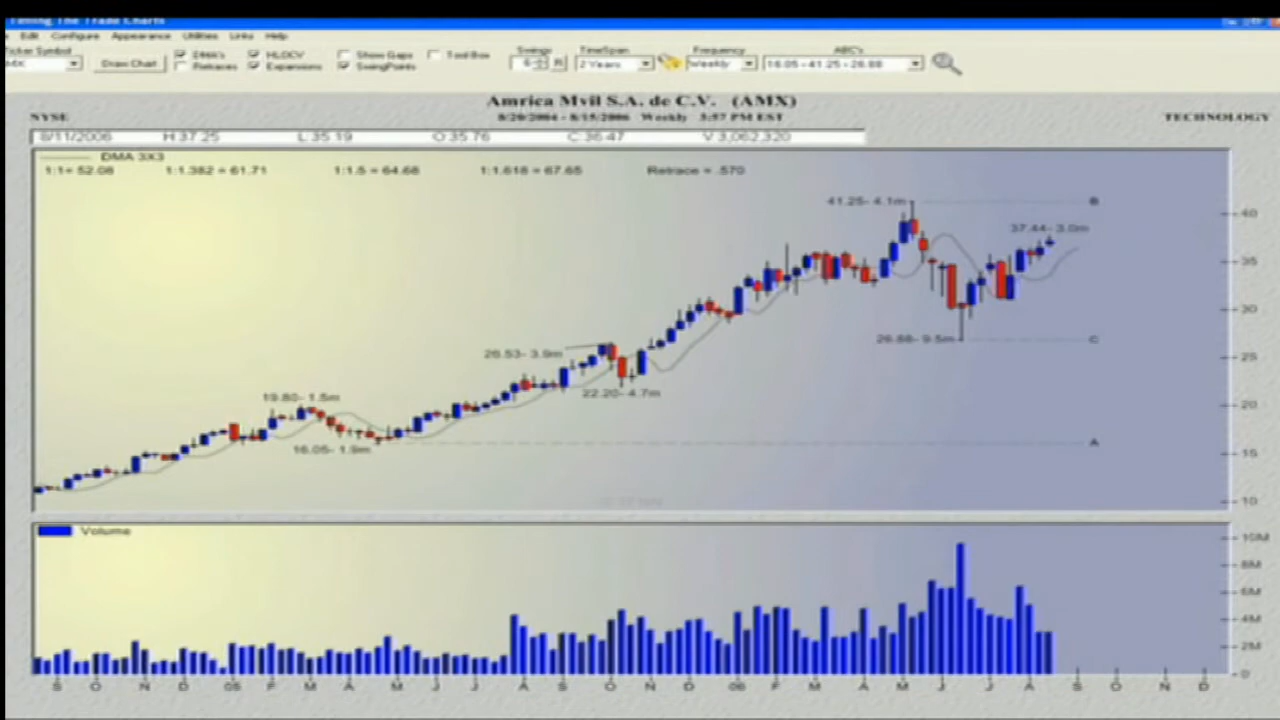 Timing The Trade Charts
Edit Configure Appearance Utilities Links Help
Ticker Symbol Draw Chart DMA's HLOCV Show Gaps Tool Box Swings TimeSpan Frequency ABC's
Retraces Expansions SwingPoints 6 R 2 Years Weekly 16.05 - 41.25 - 26.88
Amrica Mvil S.A. de C.V. (AMX)
NYSE 8/20/2004 - 8/15/2006 Weekly 3:57 PM EST TECHNOLOGY
8/11/2006 H 37.25 L 35.19 O 35.76 C 36.47 V 3,062,320
DMA 3X3
1:1= 52.08 1:1.382 = 61.71 1:1.5 = 64.68 1:1.618 = 67.65 Retrace = .570
41.25- 4.1m B
40
37.44- 3.0m
35
30
26.88- 9.5m C
26.53- 3.9m
25
22.20- 4.7m
19.80- 1.5m
20
16.05- 1.9m A
15
10
Volume
10M
8M
6M
4M
2M
0
S O N D 05 F M A M J J A S O N D 06 F M A M J J A S O N D